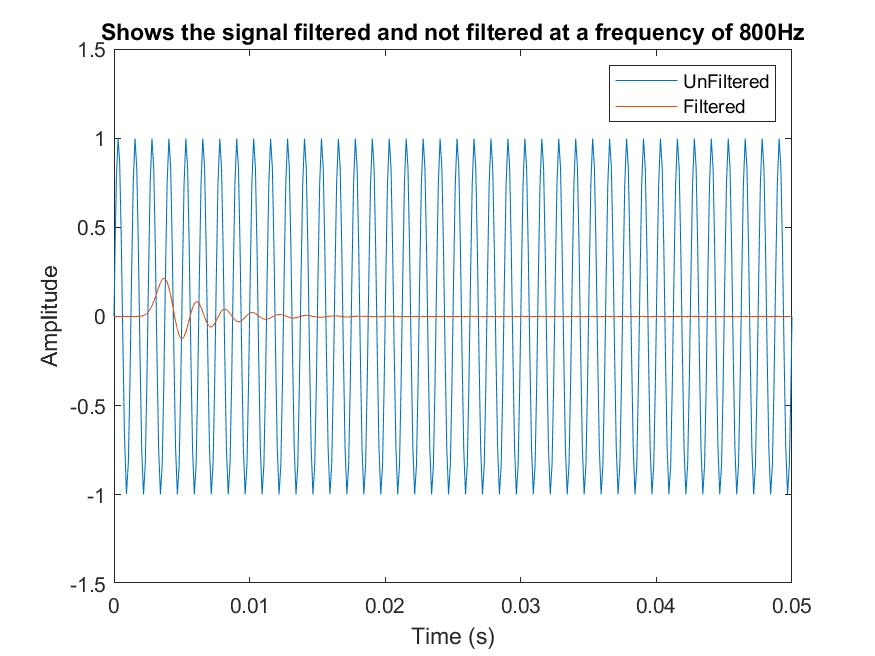 Shows the signal filtered and not filtered at a frequency of 800Hz
1.5
UnFiltered
Filtered
1
0.5
0
-0.5
-1
-1.5
Amplitude
0 0.01 0.02 0.03 0.04 0.05
Time (s)